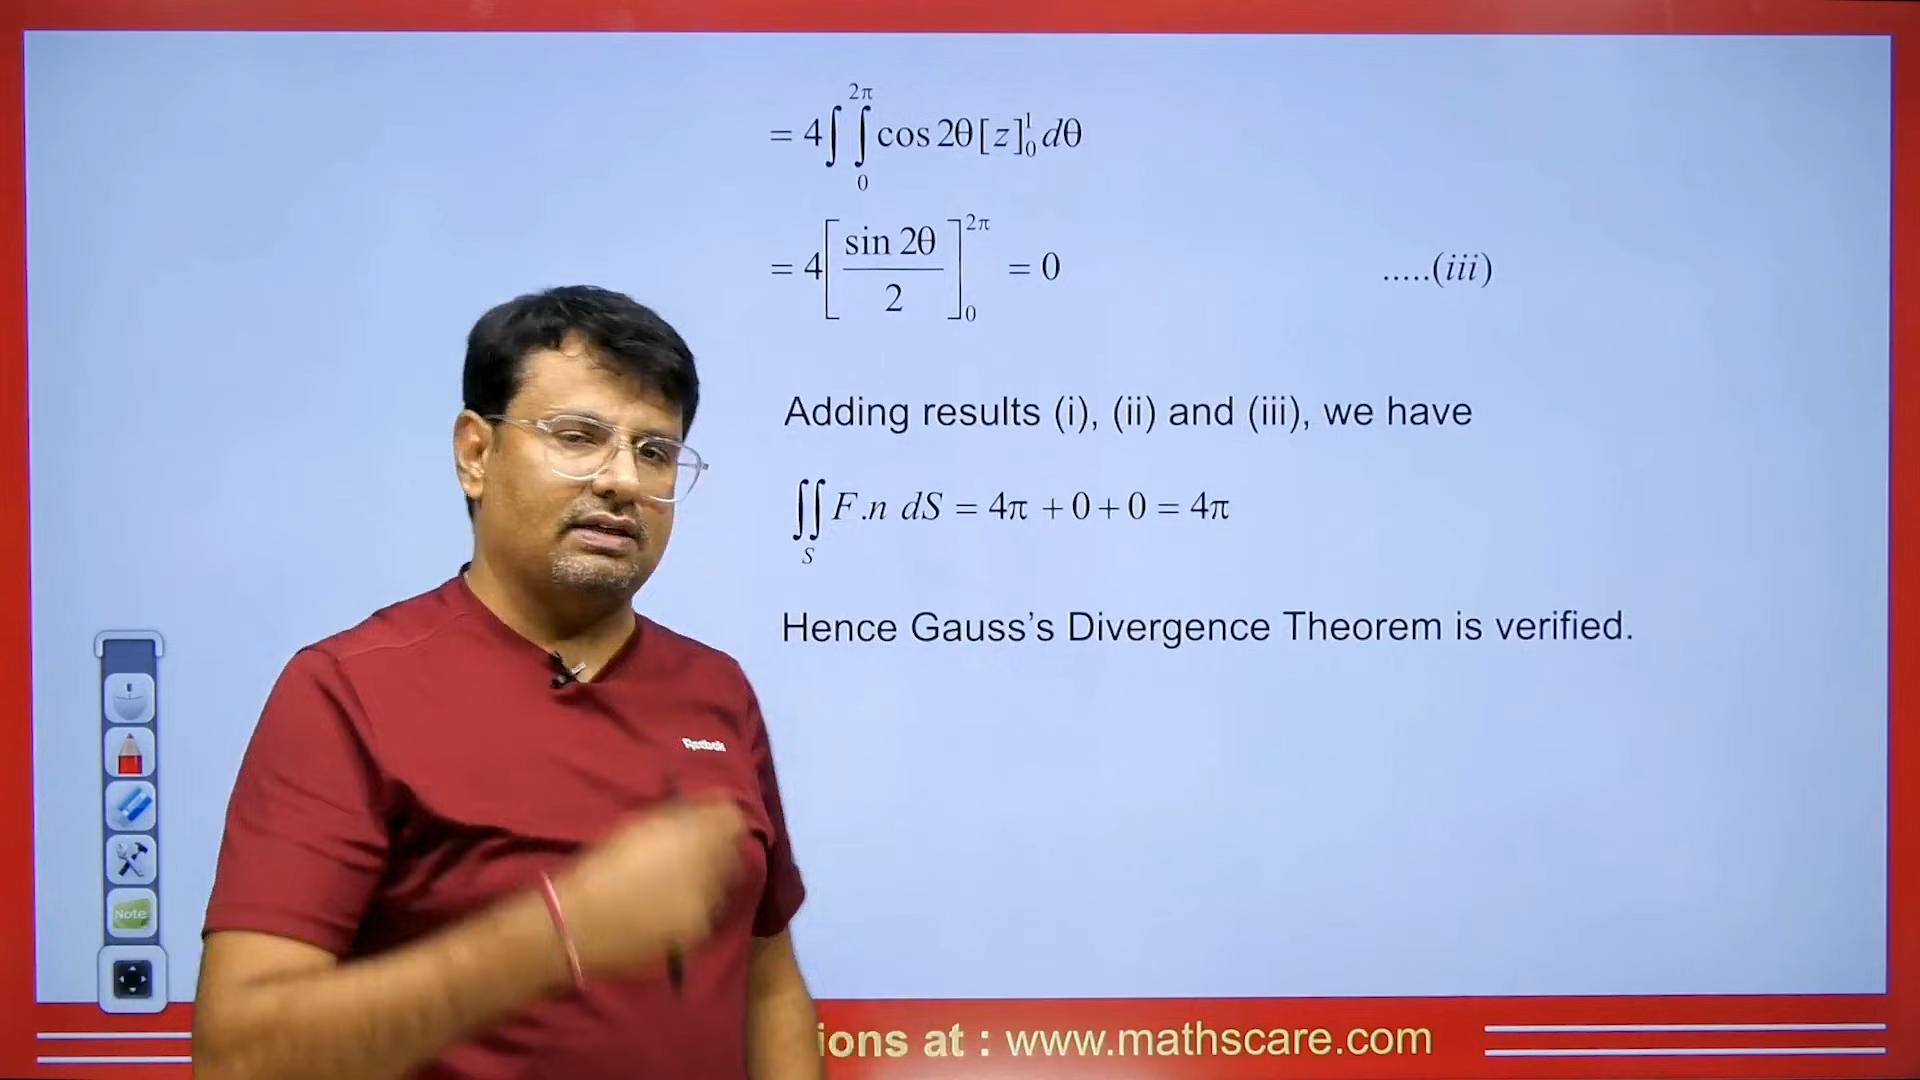 = 4∫ ∫₀^{2π} cos 2θ [z]₀¹ dθ
= 4[sin 2θ / 2]₀^{2π} = 0 .....(iii)
Adding results (i), (ii) and (iii), we have
∬_S F.n dS = 4π + 0 + 0 = 4π
Hence Gauss’s Divergence Theorem is verified.
Reebok
Note
ions at : www.mathscare.com